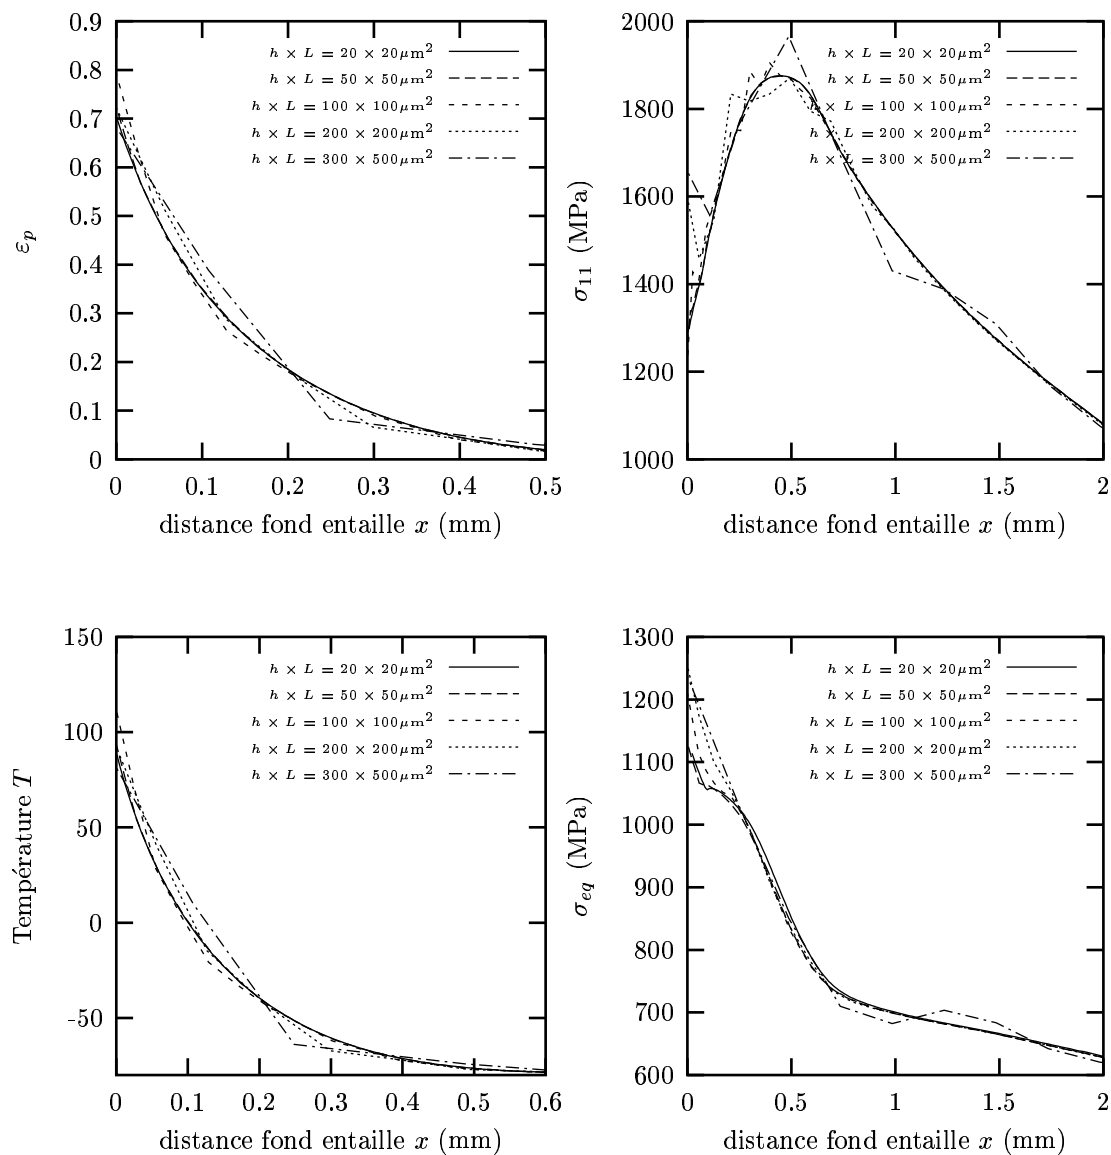 0.9
0.8
0.7
0.6
0.5
0.4
0.3
0.2
0.1
0
0 0.1 0.2 0.3 0.4 0.5
εp
distance fond entaille x (mm)
h × L = 20 × 20μm²
h × L = 50 × 50μm²
h × L = 100 × 100μm²
h × L = 200 × 200μm²
h × L = 300 × 500μm²
2000
1800
1600
1400
1200
1000
0 0.5 1 1.5 2
σ11 (MPa)
distance fond entaille x (mm)
h × L = 20 × 20μm²
h × L = 50 × 50μm²
h × L = 100 × 100μm²
h × L = 200 × 200μm²
h × L = 300 × 500μm²
150
100
50
0
-50
0 0.1 0.2 0.3 0.4 0.5 0.6
Température T
distance fond entaille x (mm)
h × L = 20 × 20μm²
h × L = 50 × 50μm²
h × L = 100 × 100μm²
h × L = 200 × 200μm²
h × L = 300 × 500μm²
1300
1200
1100
1000
900
800
700
600
0 0.5 1 1.5 2
σeq (MPa)
distance fond entaille x (mm)
h × L = 20 × 20μm²
h × L = 50 × 50μm²
h × L = 100 × 100μm²
h × L = 200 × 200μm²
h × L = 300 × 500μm²